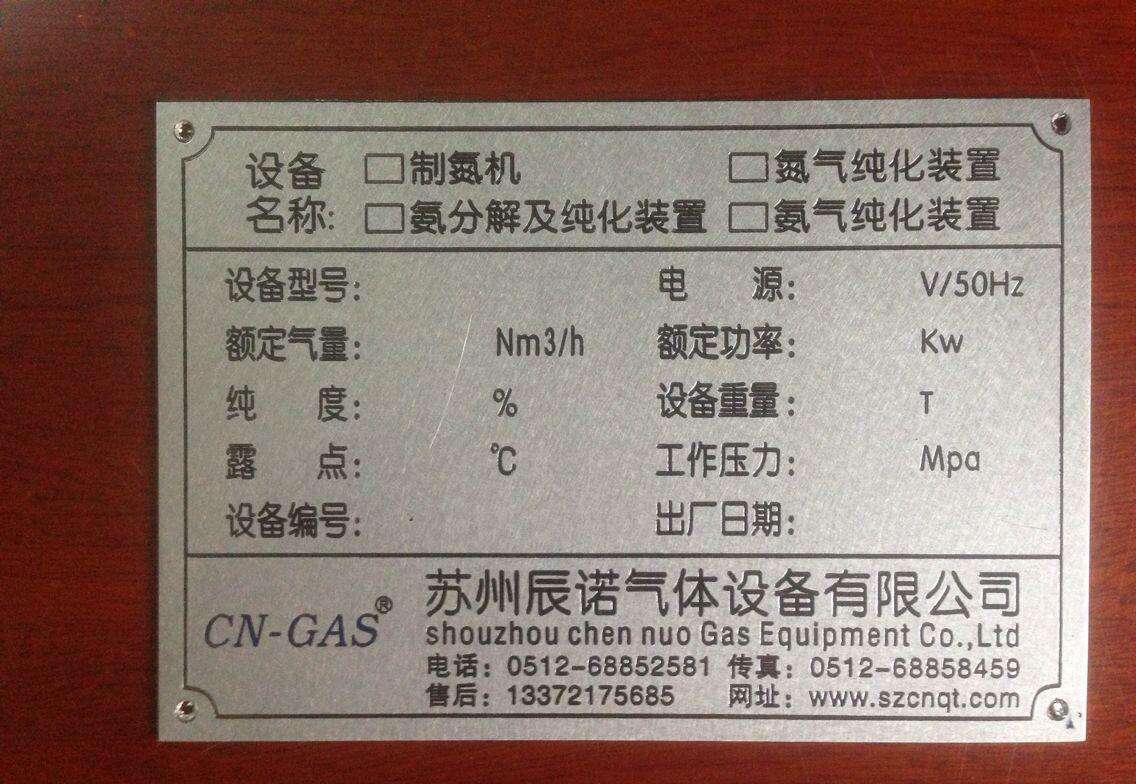 设备 □制氮机 □氮气纯化装置
名称: □氨分解及纯化装置 □氨气纯化装置
设备型号: 电 源: V/50Hz
额定气量: Nm3/h 额定功率: Kw
纯 度: % 设备重量: T
露 点: ℃ 工作压力: Mpa
设备编号: 出厂日期:
CN-GAS®
苏州辰诺气体设备有限公司
shouzhou chen nuo Gas Equipment Co.,Ltd
电话: 0512-68852581 传真: 0512-68858459
售后: 13372175685 网址: www.szcnqt.com